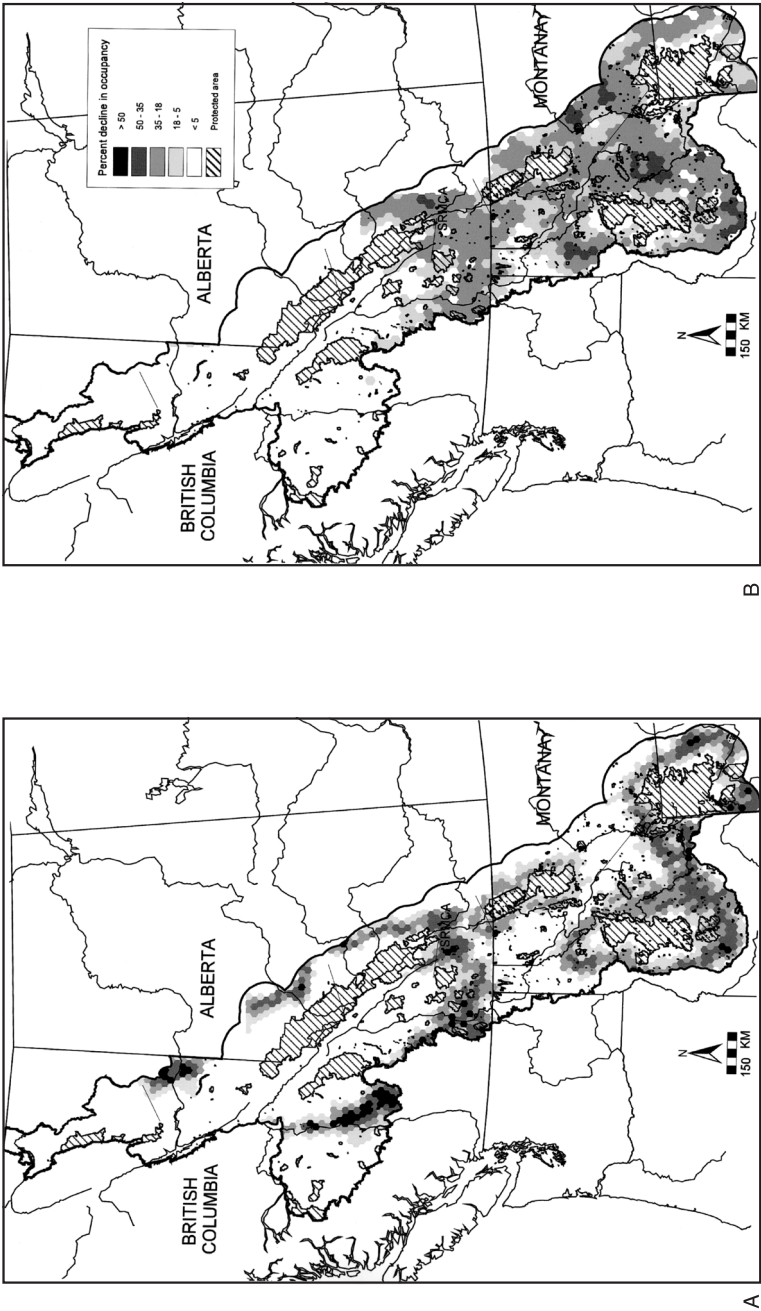 A
BRITISH
COLUMBIA
ALBERTA
SRMCA
MONTANA
N
150 KM
B
BRITISH
COLUMBIA
ALBERTA
SRMCA
MONTANA
N
150 KM
Percent decline in occupancy
> 50
50 - 35
35 - 18
18 - 5
< 5
Protected area